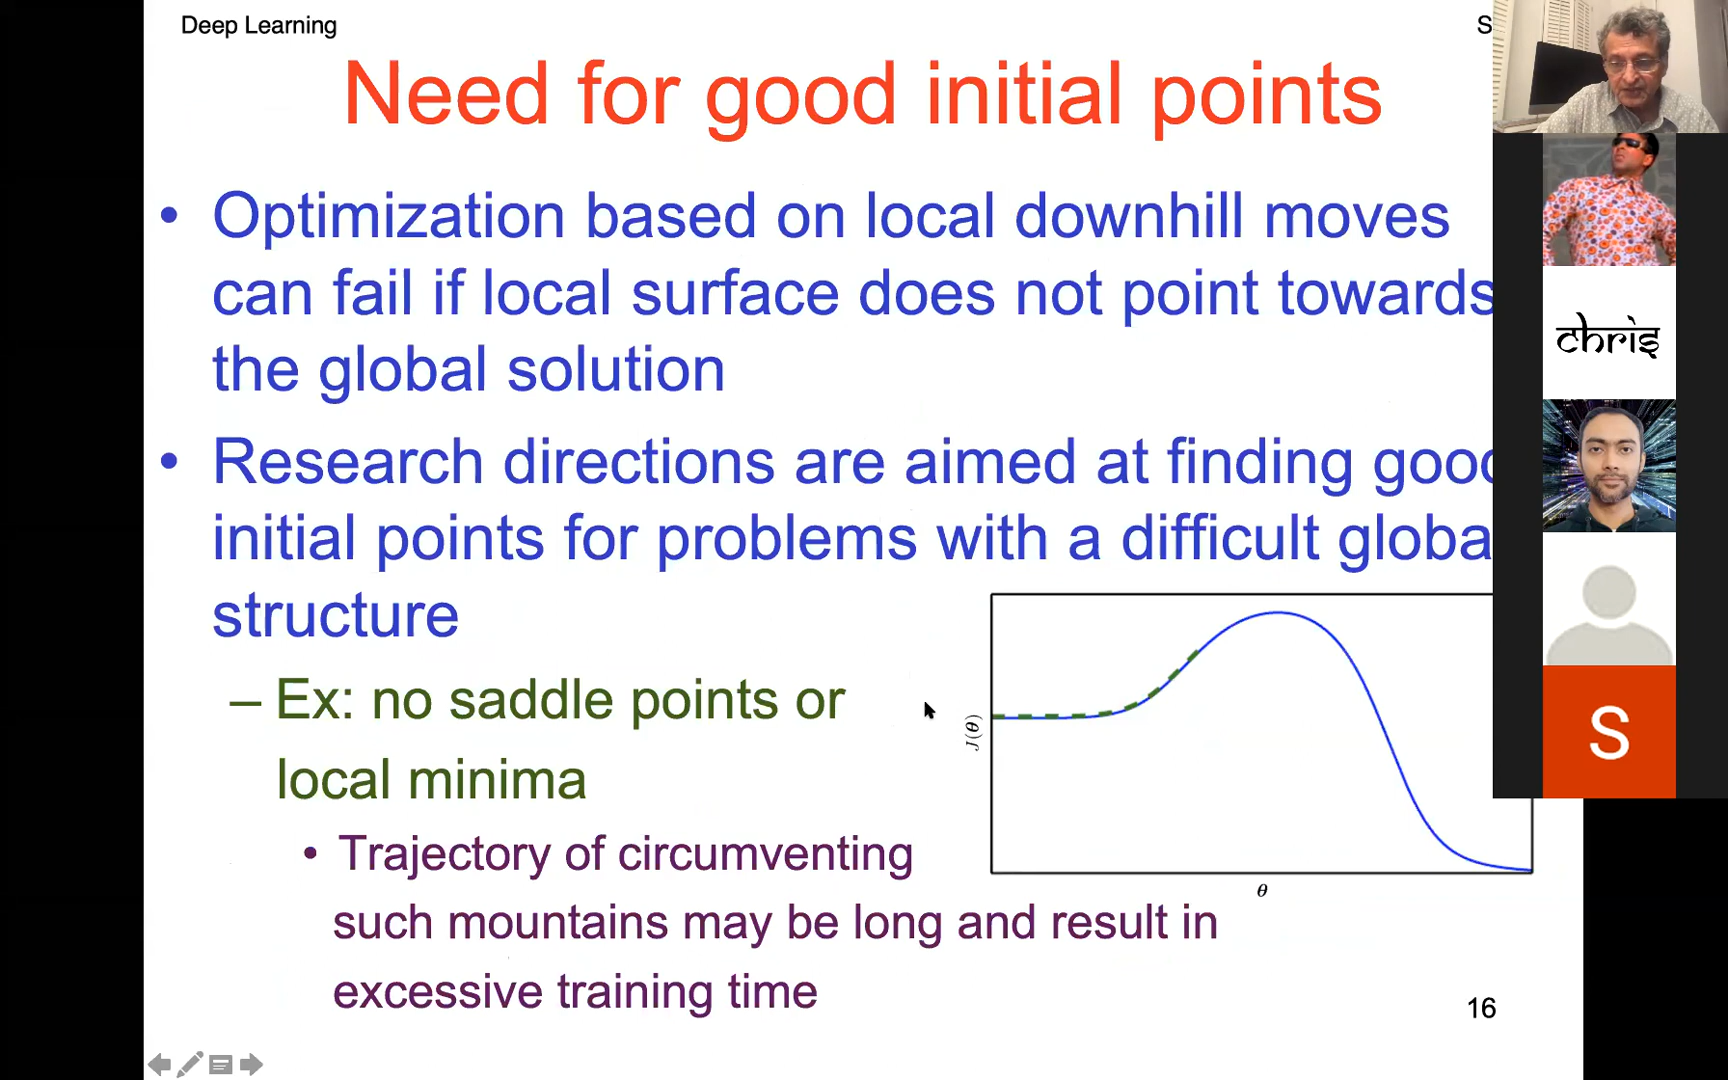 Deep Learning
S
Need for good initial points
• Optimization based on local downhill moves
can fail if local surface does not point towards
the global solution
• Research directions are aimed at finding goo
initial points for problems with a difficult globa
structure
– Ex: no saddle points or
local minima
• Trajectory of circumventing
such mountains may be long and result in
excessive training time
J(θ)
θ
16
chris
S